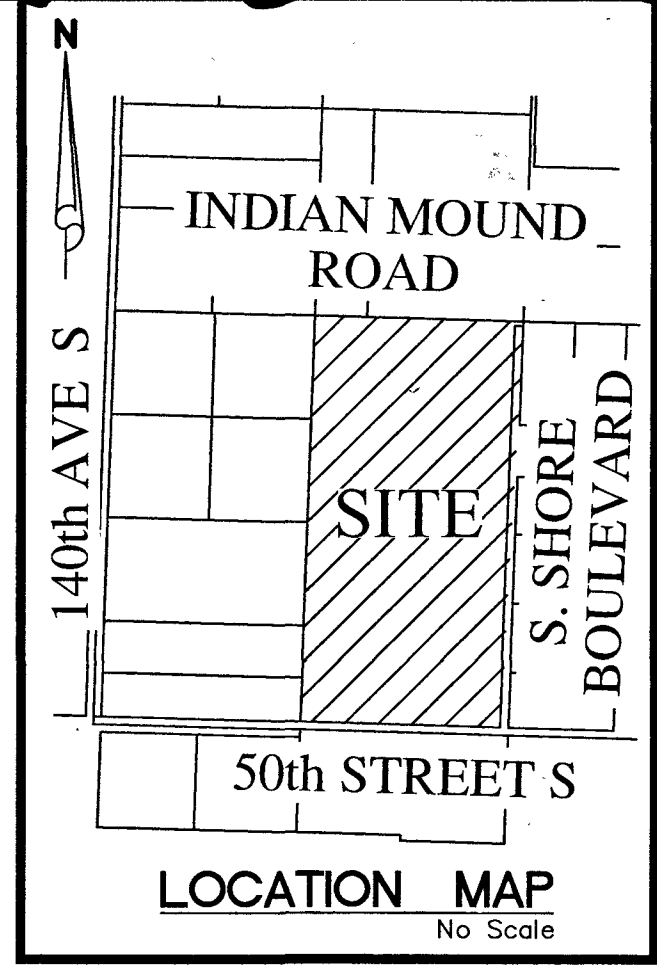 N
INDIAN MOUND
ROAD
140th AVE S
SITE
S. SHORE
BOULEVARD
50th STREET S
LOCATION MAP
No Scale